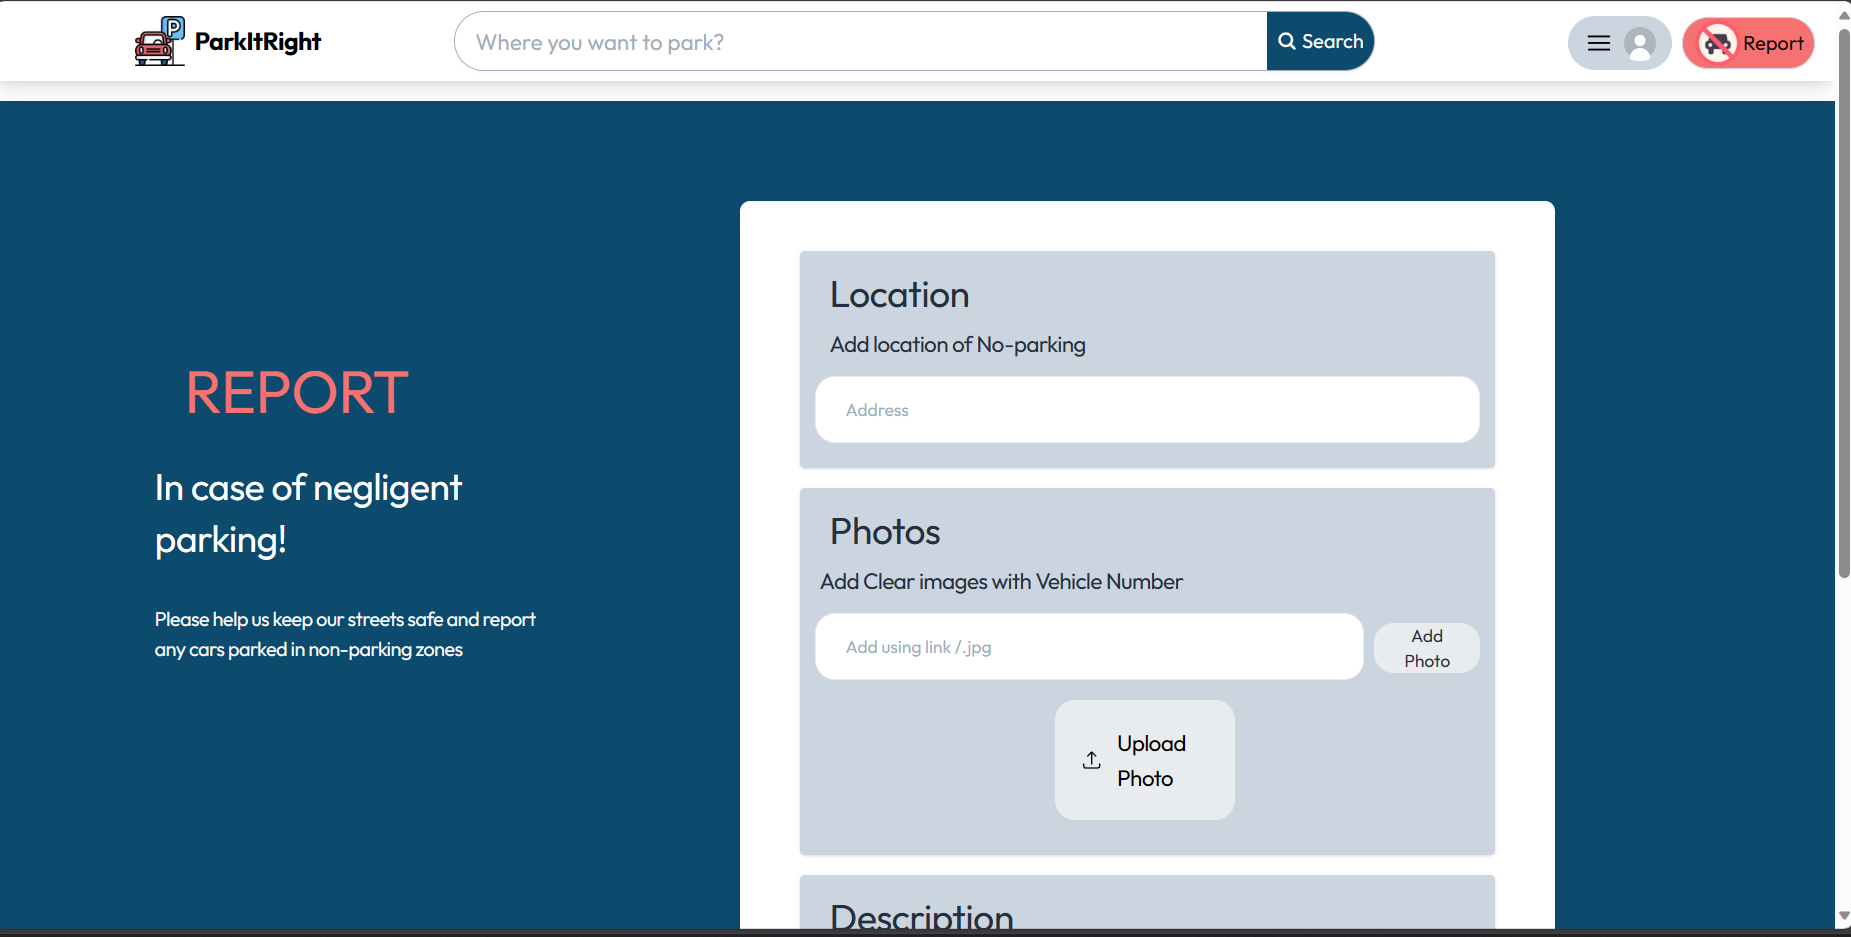 P
ParkItRight
Where you want to park?
Search
Report
REPORT
In case of negligent
parking!
Please help us keep our streets safe and report
any cars parked in non-parking zones
Location
Add location of No-parking
Address
Photos
Add Clear images with Vehicle Number
Add using link /.jpg
Add
Photo
Upload
Photo
Description